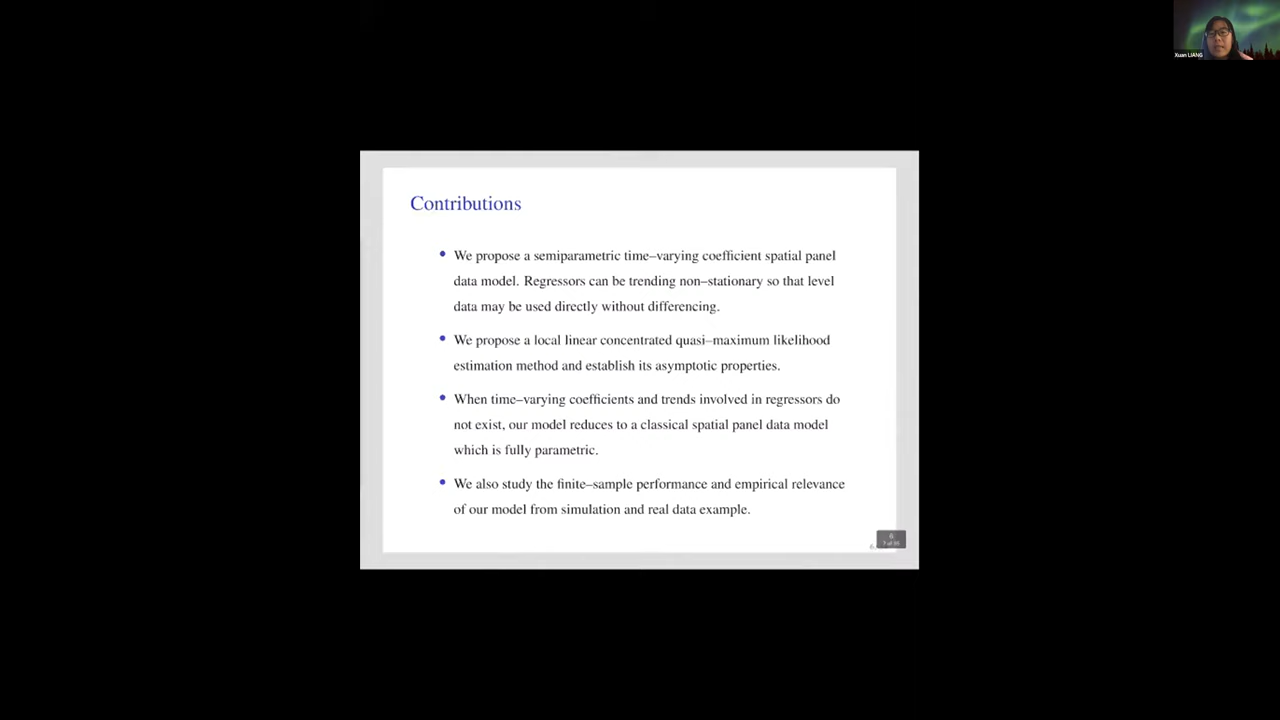 Xuan LIANG
Contributions
• We propose a semiparametric time–varying coefficient spatial panel
data model. Regressors can be trending non–stationary so that level
data may be used directly without differencing.
• We propose a local linear concentrated quasi–maximum likelihood
estimation method and establish its asymptotic properties.
• When time–varying coefficients and trends involved in regressors do
not exist, our model reduces to a classical spatial panel data model
which is fully parametric.
• We also study the finite–sample performance and empirical relevance
of our model from simulation and real data example.
6